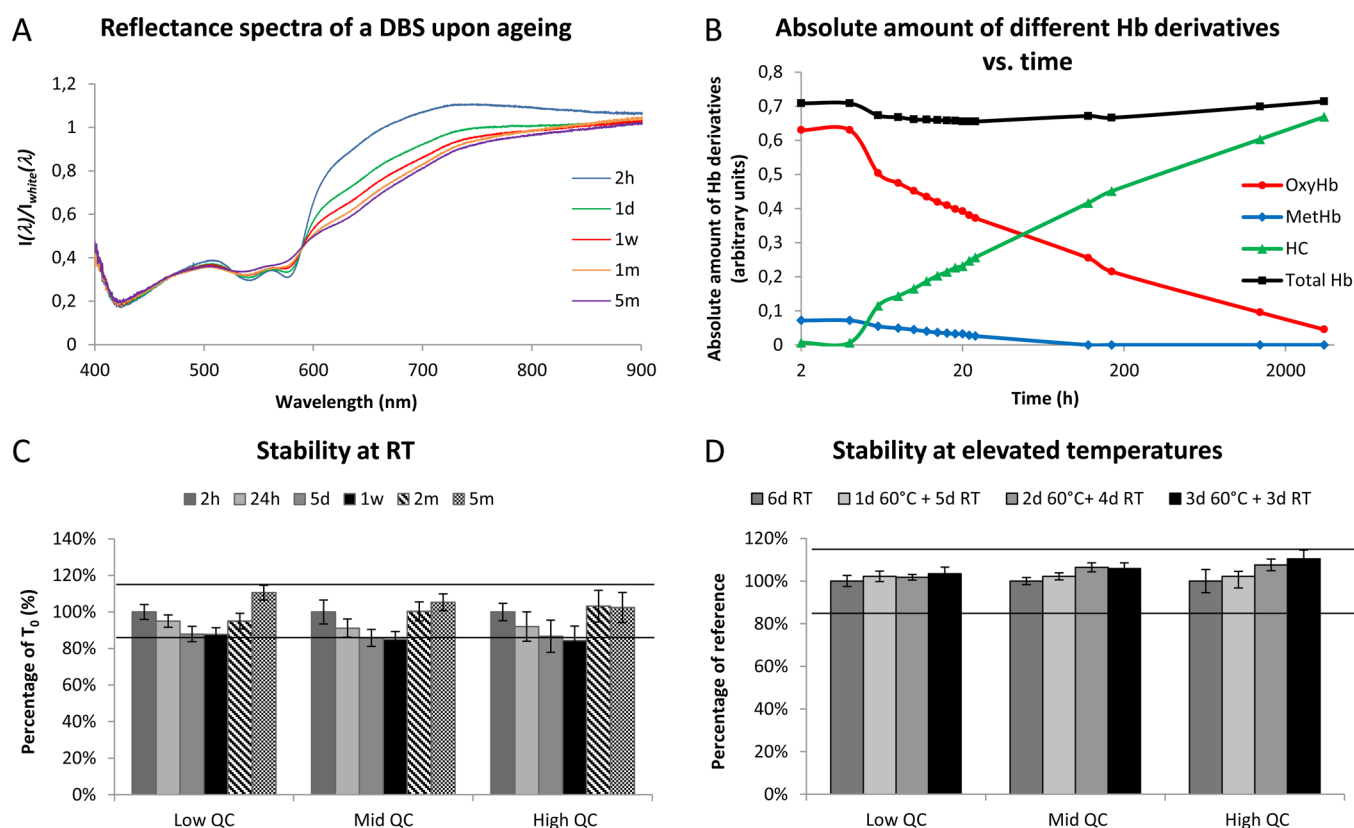 A
Reflectance spectra of a DBS upon ageing
I(λ)/I_white(λ)
1,2
1
0,8
0,6
0,4
0,2
0
400
500
600
700
800
900
Wavelength (nm)
2h
1d
1w
1m
5m
B
Absolute amount of different Hb derivatives
vs. time
Absolute amount of Hb derivatives
(arbitrary units)
0,8
0,7
0,6
0,5
0,4
0,3
0,2
0,1
0
2
20
200
2000
Time (h)
OxyHb
MetHb
HC
Total Hb
C
Stability at RT
2h 24h 5d 1w 2m 5m
Percentage of T₀ (%)
140%
120%
100%
80%
60%
40%
20%
0%
Low QC
Mid QC
High QC
D
Stability at elevated temperatures
6d RT 1d 60°C + 5d RT 2d 60°C+ 4d RT 3d 60°C + 3d RT
Percentage of reference
120%
100%
80%
60%
40%
20%
0%
Low QC
Mid QC
High QC